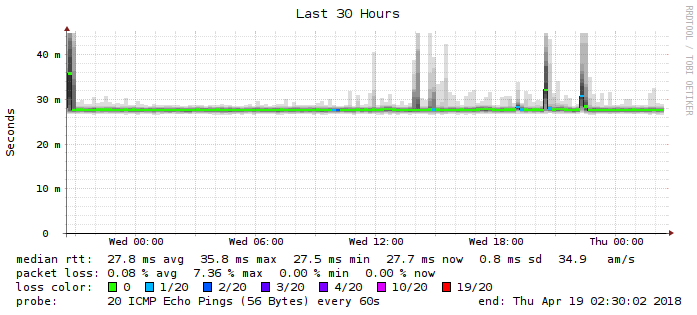 Last 30 Hours
RRDTOOL / TOBI OETIKER
Seconds
40 m
30 m
20 m
10 m
0
Wed 00:00 Wed 06:00 Wed 12:00 Wed 18:00 Thu 00:00
median rtt: 27.8 ms avg 35.8 ms max 27.5 ms min 27.7 ms now 0.8 ms sd 34.9 am/s
packet loss: 0.08 % avg 7.36 % max 0.00 % min 0.00 % now
loss color: 0 1/20 2/20 3/20 4/20 10/20 19/20
probe: 20 ICMP Echo Pings (56 Bytes) every 60s end: Thu Apr 19 02:30:02 2018